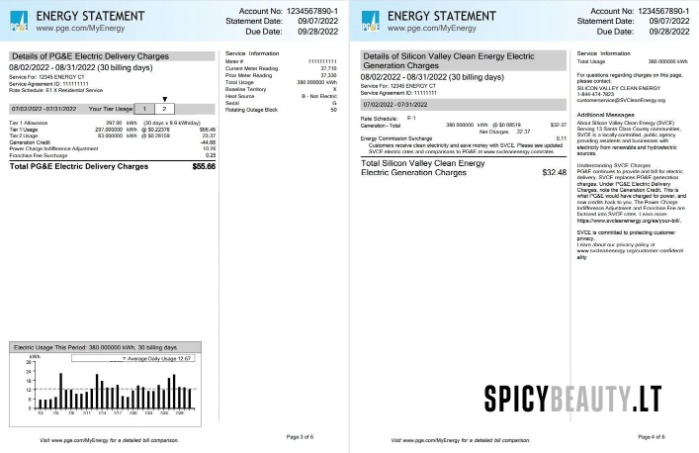 ENERGY STATEMENT
www.pge.com/MyEnergy
Account No: 1234567890-1
Statement Date: 09/07/2022
Due Date: 09/28/2022
Details of PG&E Electric Delivery Charges
08/02/2022 - 08/31/2022 (30 billing days)
Service For: 12345 ENERGY CT
Service Agreement ID: 11111111
Rate Schedule: E1 X Residential Service
07/02/2022 - 07/31/2022 Your Tier Usage 1 2
Tier 1 Allowance 297.00 kWh (30 days x 9.9 kWh/day)
Tier 1 Usage 297.000000 kWh @ $0.22376 $66.46
Tier 2 Usage 83.000000 kWh @ $0.28159 23.37
Generation Credit -44.66
Power Charge Indifference Adjustment
Franchise Fee Surcharge 0.23
Total PG&E Electric Delivery Charges $55.66
Service Information
Meter # 1111111111
Current Meter Reading 37,710
Prior Meter Reading 37,330
Total Usage 380.000000 kWh
Baseline Territory X
Heat Source B - Not Electric
Serial G
Rotating Outage Block 50
Electric Usage This Period: 380.000000 kWh, 30 billing days
kWh
= Average Daily Usage 12.67
Visit www.pge.com/MyEnergy for a detailed bill comparison.
Page 3 of 6
ENERGY STATEMENT
www.pge.com/MyEnergy
Account No: 1234567890-1
Statement Date: 09/07/2022
Due Date: 09/28/2022
Details of Silicon Valley Clean Energy Electric
Generation Charges
08/02/2022 - 08/31/2022 (30 billing days)
Service For: 12345 ENERGY CT
Service Agreement ID: 11111111
07/02/2022 - 07/31/2022
Rate Schedule: E-1
Generation - Total 380.000000 kWh @ $0.08519 $32.37
Net Charges 32.37
Energy Commission Surcharge 0.11
Customers receive clean electricity and save money with SVCE. Please see updated
SVCE electric rates and comparisons to PG&E at
Total Silicon Valley Clean Energy
Electric Generation Charges $32.48
Service Information
Total Usage 380.000000 kWh
For questions regarding charges on this page,
please contact:
SILICON VALLEY CLEAN ENERGY
1-844-474-7823
customerservice@SVCleanEnergy.org
Additional Messages
About Silicon Valley Clean Energy (SVCE)
Serving 13 Santa Clara County communities,
SVCE is a locally controlled, public agency
providing residents and businesses with
electricity from renewable and hydroelectric
sources.
Understanding SVCE Charges
PG&E continues to provide and bill for electric
delivery. SVCE replaces PG&E generation
charges. Under PG&E Electric Delivery
Charges, note the Generation Credit. This is
what PG&E would have charged for power, and
now credits back to you. The Power Charge
Indifference Adjustment and Franchise Fee are
factored into SVCE rates. Learn more:
https://www.svcleanenergy.org/es/your-bill/.
SVCE is committed to protecting customer
privacy.
Learn about our privacy policy at
www.svcleanenergy.org/customer-confidenti
ality
SPICYBEAUTY.LT
Visit www.pge.com/MyEnergy for a detailed bill comparison.
Page 4 of 6